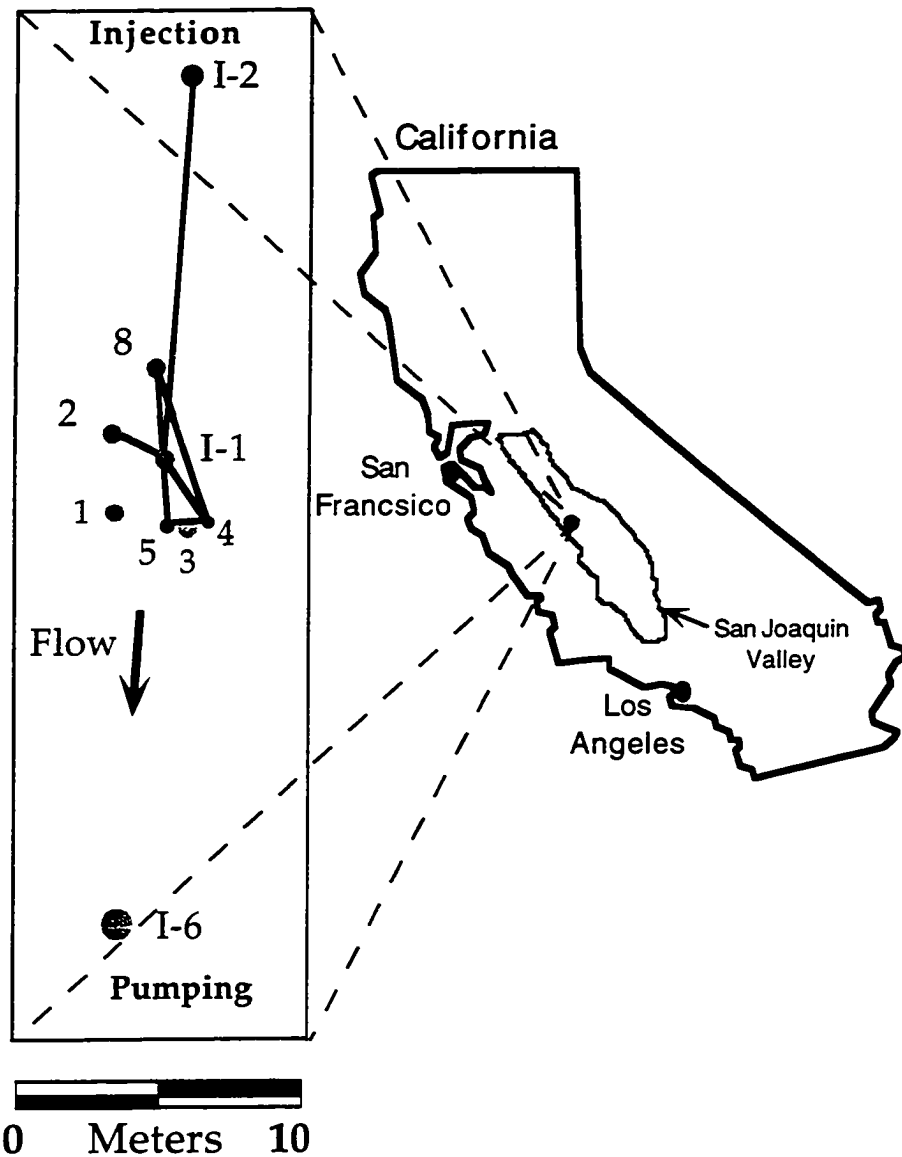 Injection
I-2
California
8
2
I-1
San
Francsico
1
5
3
4
Flow
San Joaquin
Valley
Los
Angeles
I-6
Pumping
0 Meters 10